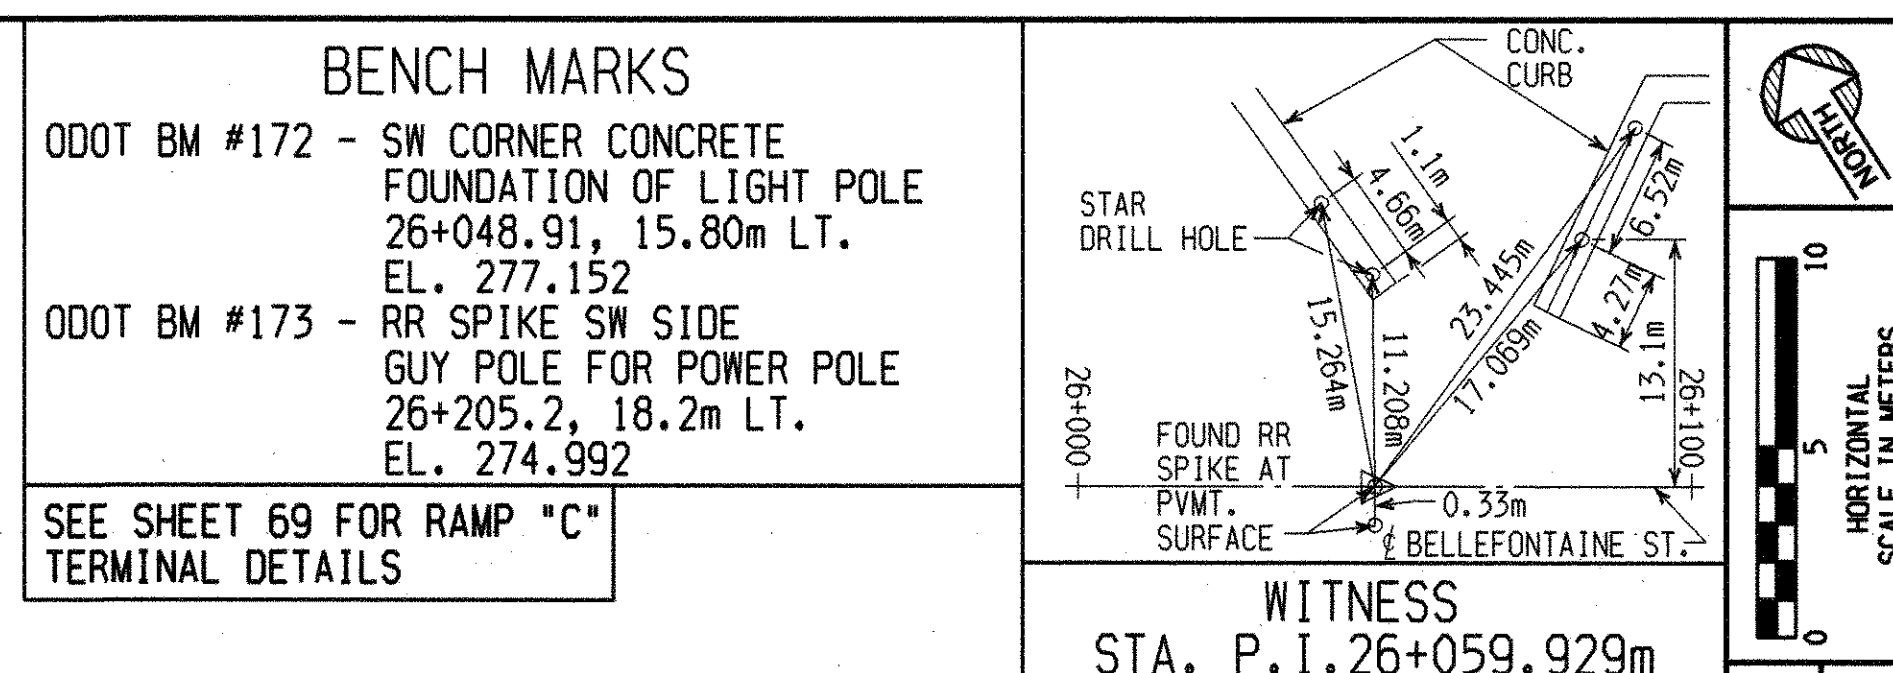 BENCH MARKS
ODOT BM #172 - SW CORNER CONCRETE
FOUNDATION OF LIGHT POLE
26+048.91, 15.80m LT.
EL. 277.152
ODOT BM #173 - RR SPIKE SW SIDE
GUY POLE FOR POWER POLE
26+205.2, 18.2m LT.
EL. 274.992
SEE SHEET 69 FOR RAMP "C"
TERMINAL DETAILS
CONC.
CURB
1.1m
4.66m
STAR
DRILL HOLE
6.52m
4.27m
23.445m
17.069m
15.264m
11.208m
13.1m
26+000
26+100
FOUND RR
SPIKE AT
PVMT.
SURFACE
0.33m
℄ BELLEFONTAINE ST.
WITNESS
STA. P.I.26+059.929m
NORTH
10
5
0
HORIZONTAL
SCALE IN METERS